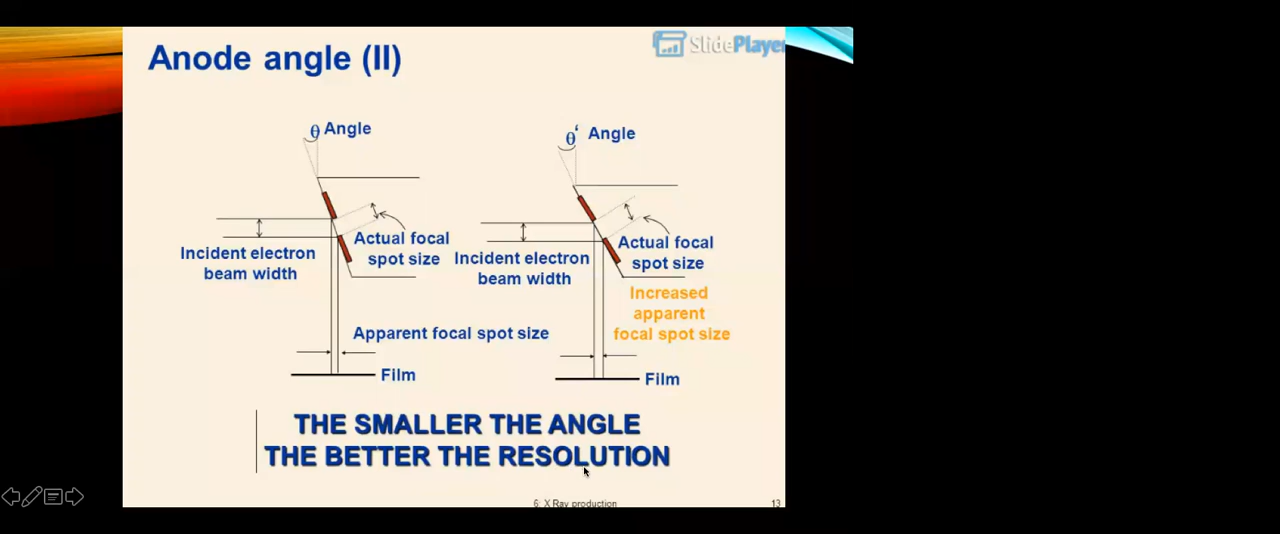 Anode angle (II)
SlidePlayer
θ Angle
θ‘ Angle
Incident electron
beam width
Actual focal
spot size
Incident electron
beam width
Actual focal
spot size
Increased
apparent
focal spot size
Apparent focal spot size
Film
Film
THE SMALLER THE ANGLE
THE BETTER THE RESOLUTION
6: X Ray production
13